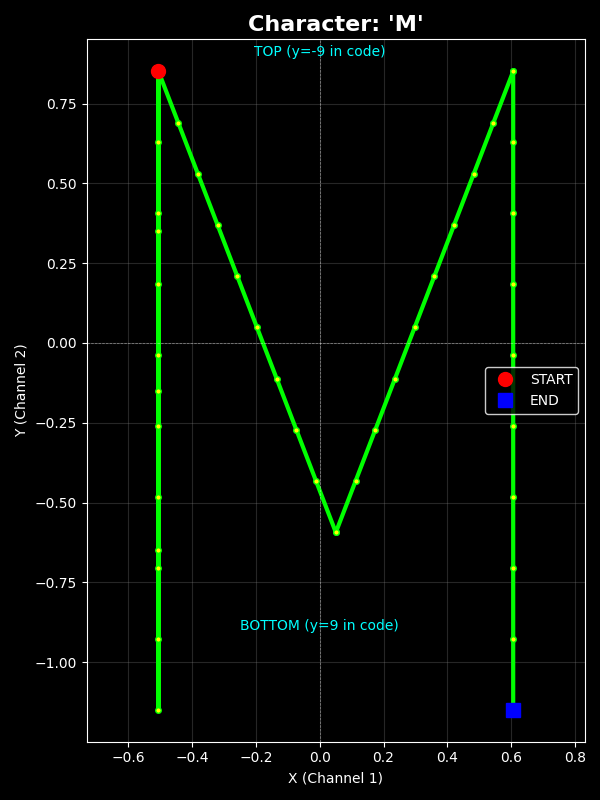 Character: 'M'
TOP (y=-9 in code)
0.75
0.50
0.25
0.00
−0.25
−0.50
−0.75
−1.00
Y (Channel 2)
START
END
BOTTOM (y=9 in code)
−0.6 −0.4 −0.2 0.0 0.2 0.4 0.6 0.8
X (Channel 1)